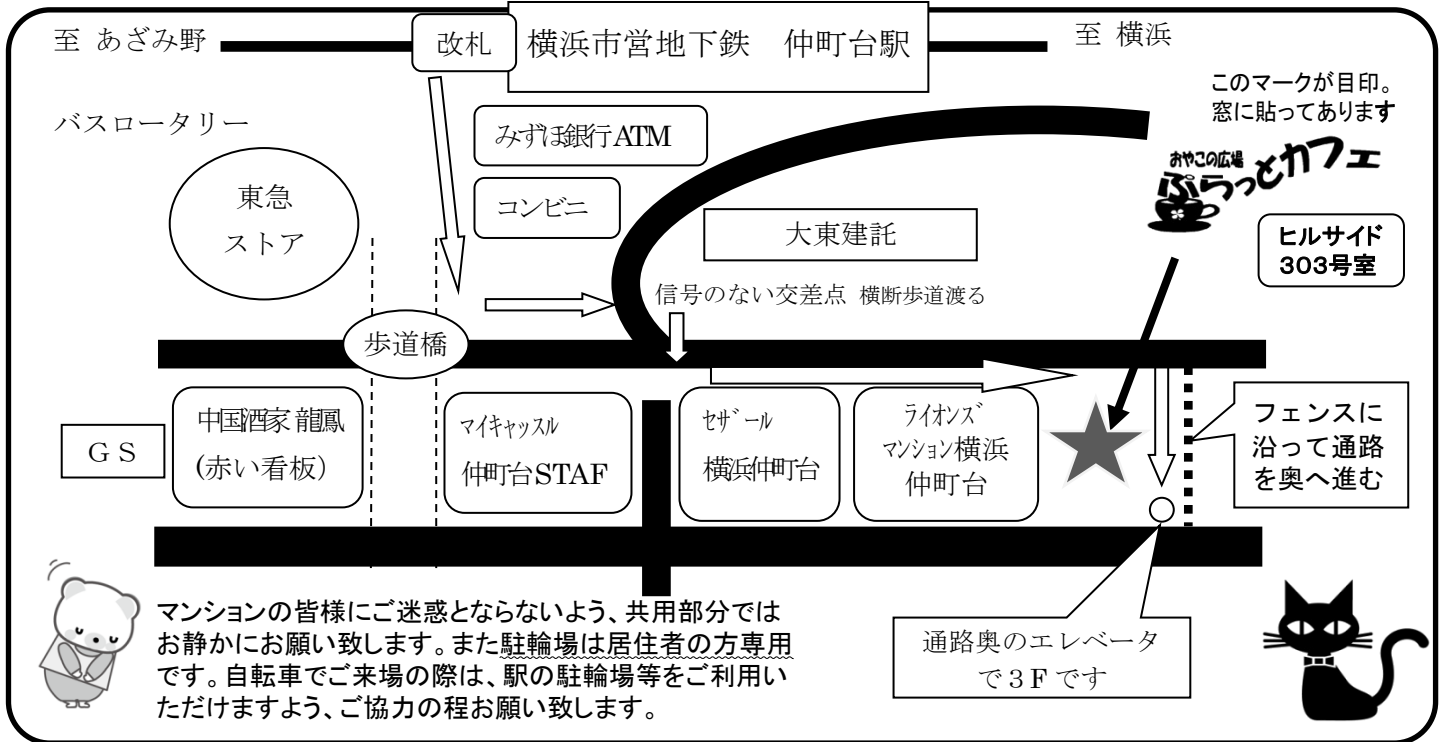 至 あざみ野
改札
横浜市営地下鉄　仲町台駅
至 横浜
このマークが目印。
窓に貼ってあります
バスロータリー
みずほ銀行ATM
おやこの広場
ぷらっとカフェ
東急
ストア
コンビニ
大東建託
ヒルサイド
303号室
信号のない交差点 横断歩道渡る
歩道橋
GS
中国酒家 龍鳳
(赤い看板）
マイキャッスル
仲町台STAF
セザール
横浜仲町台
ライオンズ
マンション横浜
仲町台
フェンスに
沿って通路
を奥へ進む
マンションの皆様にご迷惑とならないよう、共用部分では
お静かにお願い致します。また駐輪場は居住者の方専用
です。自転車でご来場の際は、駅の駐輪場等をご利用い
ただけますよう、ご協力の程お願い致します。
通路奥のエレベータ
で３Fです